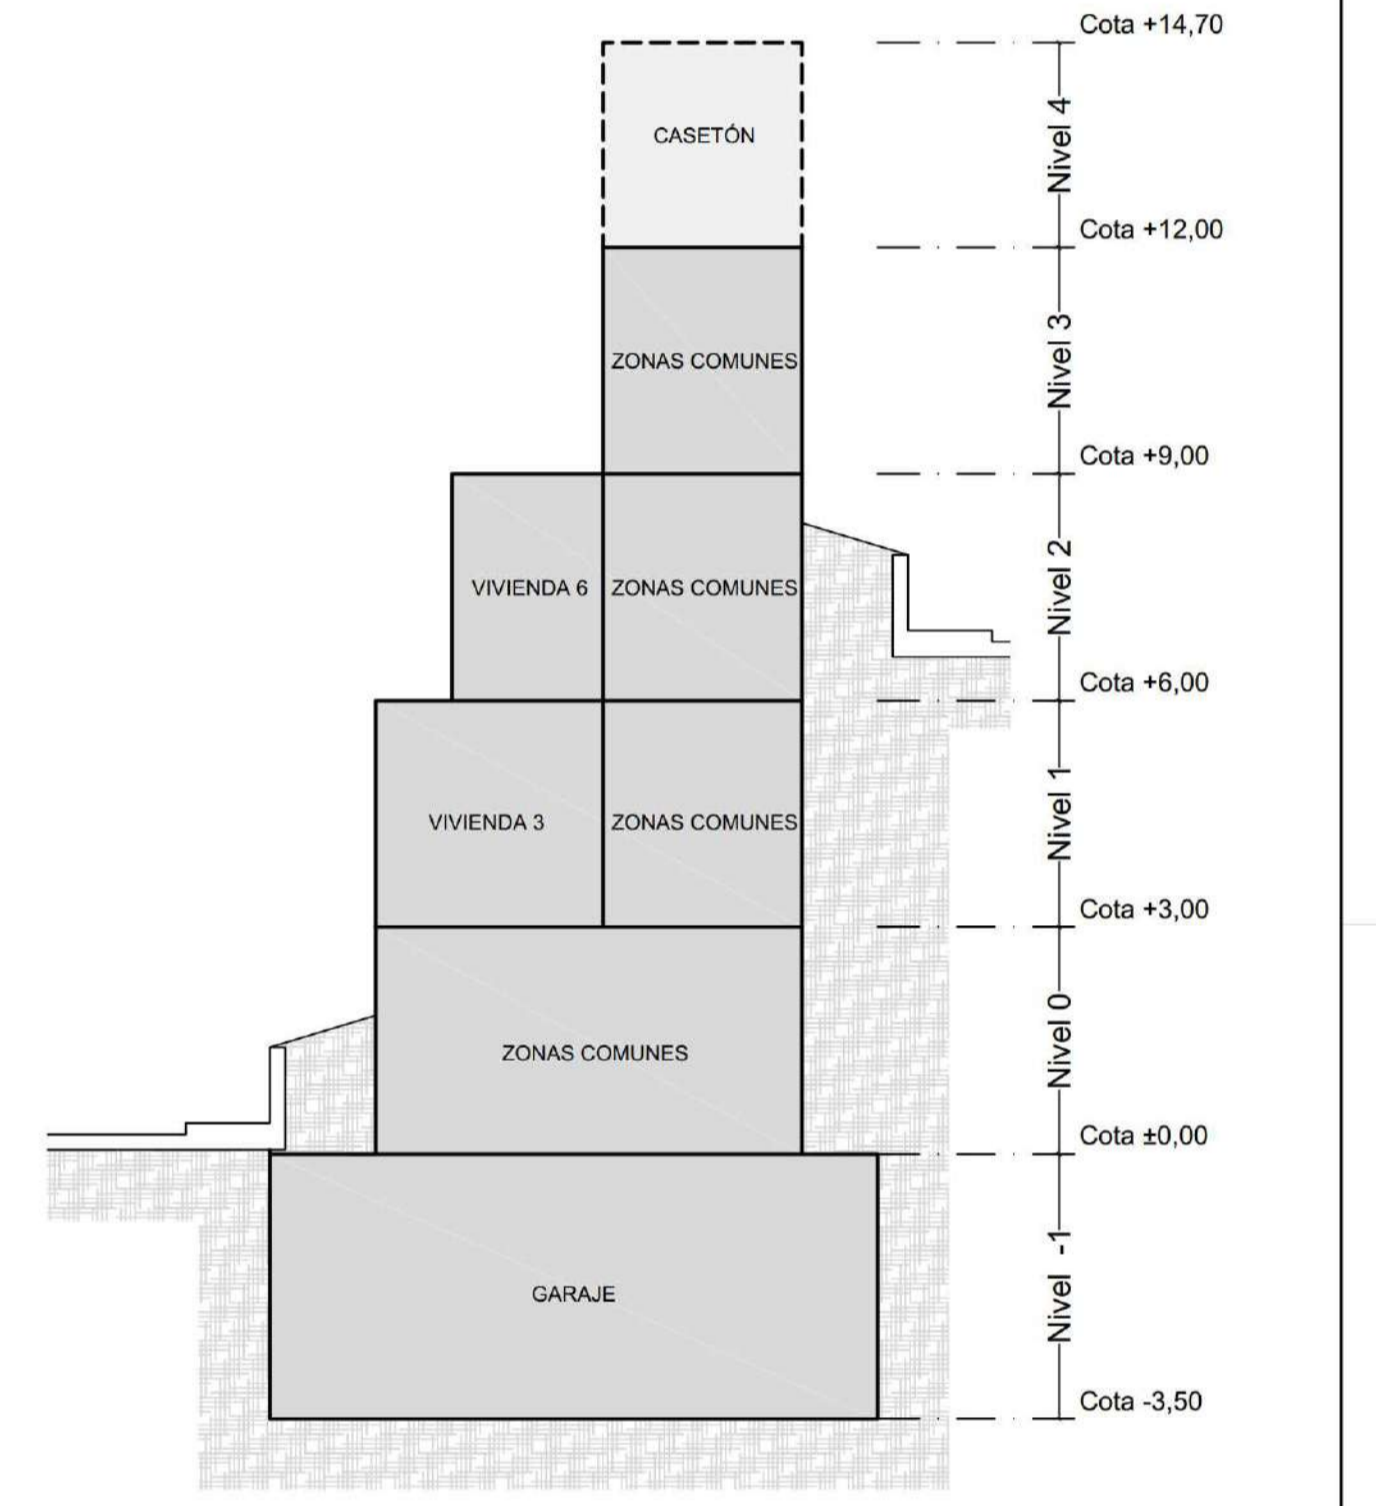 Cota +14,70
CASETÓN
Nivel 4
Cota +12,00
ZONAS COMUNES
Nivel 3
Cota +9,00
VIVIENDA 6
ZONAS COMUNES
Nivel 2
Cota +6,00
VIVIENDA 3
ZONAS COMUNES
Nivel 1
Cota +3,00
ZONAS COMUNES
Nivel 0
Cota ±0,00
GARAJE
Nivel -1
Cota -3,50